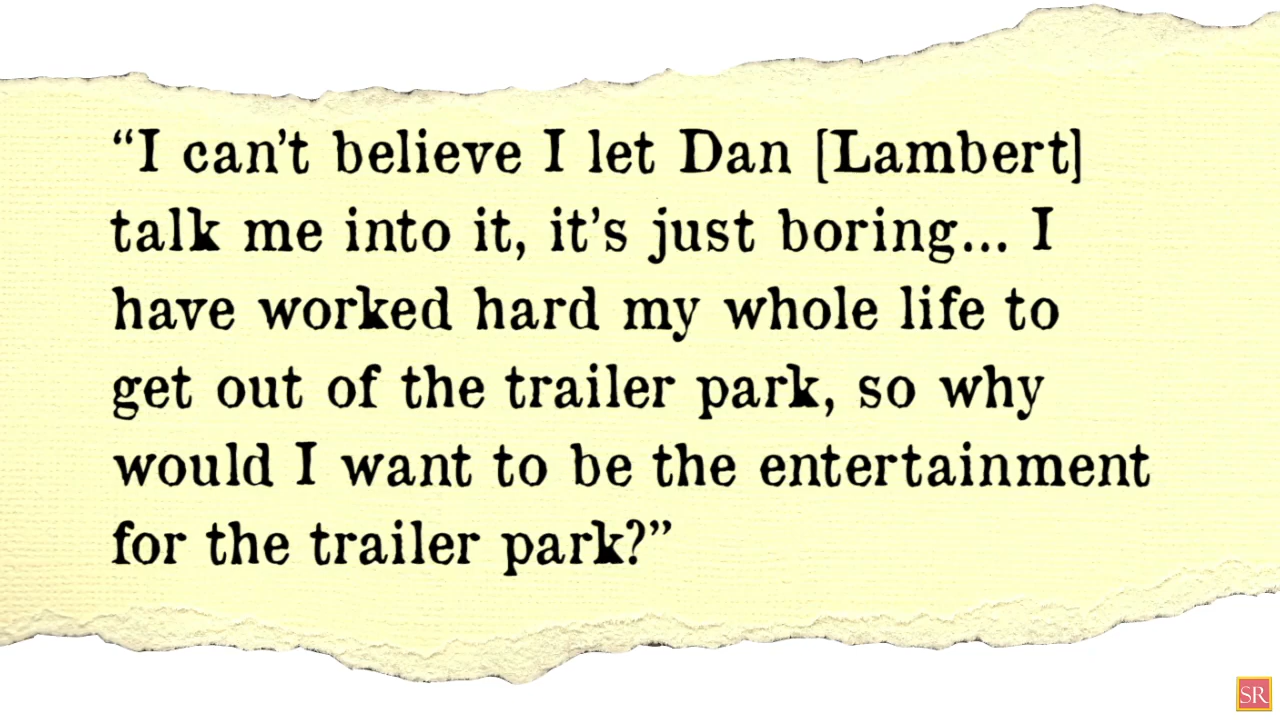 “I can’t believe I let Dan [Lambert]
talk me into it, it’s just boring... I
have worked hard my whole life to
get out of the trailer park, so why
would I want to be the entertainment
for the trailer park?”
SR